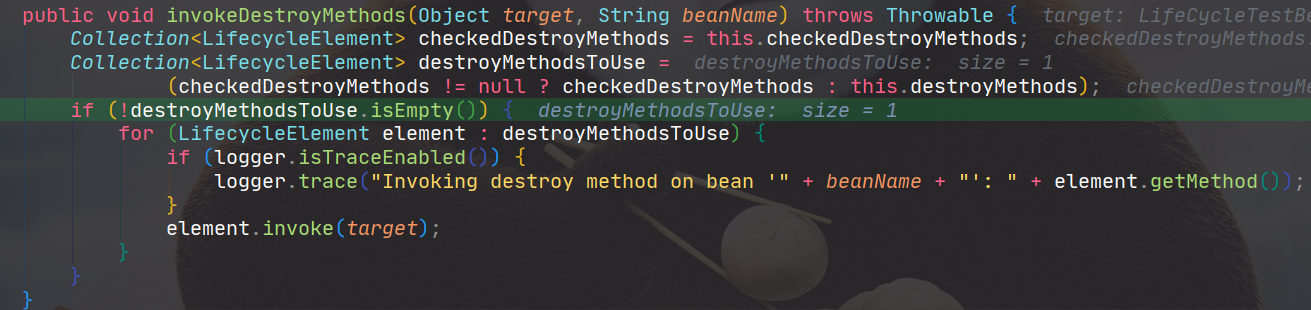 public void invokeDestroyMethods(Object target, String beanName) throws Throwable {  target: LifeCycleTestBe
Collection<LifecycleElement> checkedDestroyMethods = this.checkedDestroyMethods;  checkedDestroyMethods:
Collection<LifecycleElement> destroyMethodsToUse =  destroyMethodsToUse:  size = 1
(checkedDestroyMethods != null ? checkedDestroyMethods : this.destroyMethods);  checkedDestroyMe
if (!destroyMethodsToUse.isEmpty()) {  destroyMethodsToUse:  size = 1
for (LifecycleElement element : destroyMethodsToUse) {
if (logger.isTraceEnabled()) {
logger.trace("Invoking destroy method on bean '" + beanName + "': " + element.getMethod());
}
element.invoke(target);
}
}
}